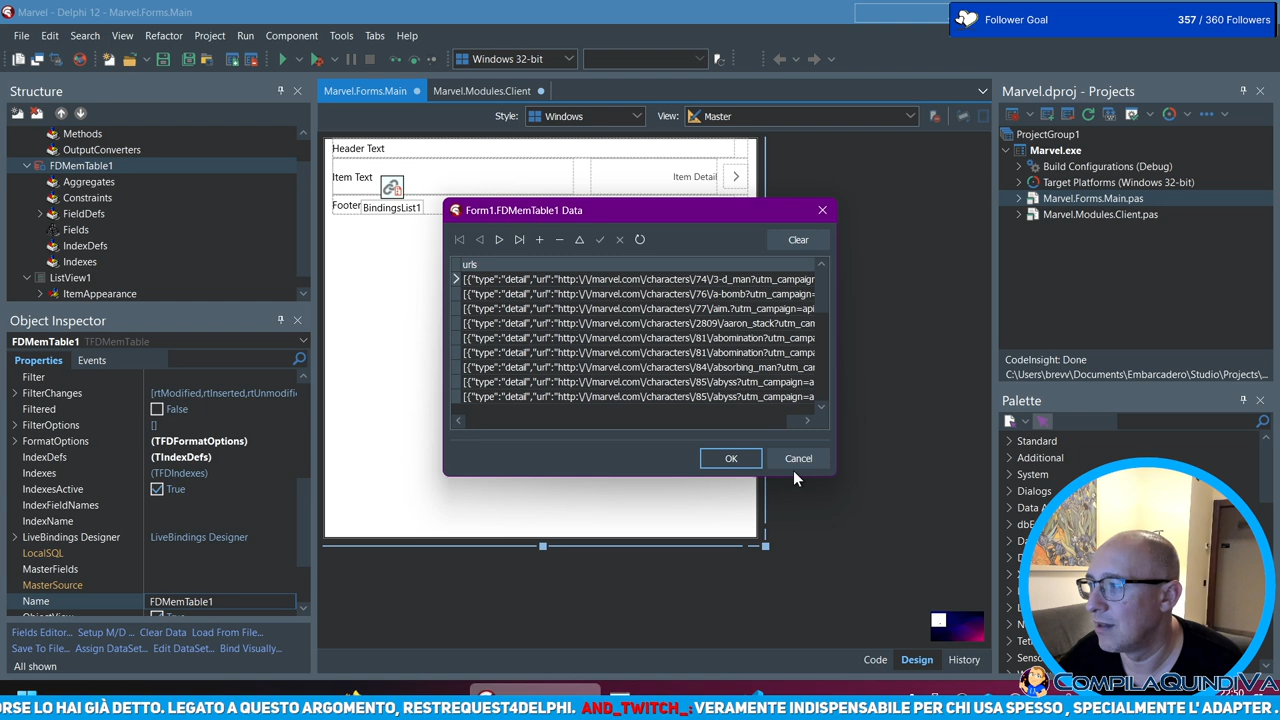 Marvel - Delphi 12 - Marvel.Forms.Main
Follower Goal
357 / 360 Followers
File Edit Search View Refactor Project Run Component Tools Tabs Help
Windows 32-bit
Structure
Methods
OutputConverters
FDMemTable1
Aggregates
Constraints
FieldDefs
Fields
IndexDefs
Indexes
ListView1
ItemAppearance
Object Inspector
FDMemTable1 TFDMemTable
Properties Events
Filter
FilterChanges [rtModified,rtInserted,rtUnmodifi
Filtered False
FilterOptions []
FormatOptions (TFDFormatOptions)
IndexDefs (TIndexDefs)
Indexes (TFDIndexes)
IndexesActive True
IndexFieldNames
IndexName
LiveBindings Designer LiveBindings Designer
LocalSQL
MasterFields
MasterSource
Name FDMemTable1
Fields Editor... Setup M/D ... Clear Data Load From File...
Save To File... Assign DataSet... Edit DataSet... Bind Visually...
All shown
Marvel.Forms.Main Marvel.Modules.Client
Style: Windows View: Master
Header Text
Item Text Item Detail
Footer
BindingsList1
Form1.FDMemTable1 Data
Clear
urls
[{"type":"detail","url":"http:\/\/marvel.com\/characters\/74\/3-d_man?utm_campaign
[{"type":"detail","url":"http:\/\/marvel.com\/characters\/76\/a-bomb?utm_campaign=
[{"type":"detail","url":"http:\/\/marvel.com\/characters\/77\/aim.?utm_campaign=api
[{"type":"detail","url":"http:\/\/marvel.com\/characters\/2809\/aaron_stack?utm_cam
[{"type":"detail","url":"http:\/\/marvel.com\/characters\/81\/abomination?utm_campa
[{"type":"detail","url":"http:\/\/marvel.com\/characters\/81\/abomination?utm_campa
[{"type":"detail","url":"http:\/\/marvel.com\/characters\/84\/absorbing_man?utm_ca
[{"type":"detail","url":"http:\/\/marvel.com\/characters\/85\/abyss?utm_campaign=a
[{"type":"detail","url":"http:\/\/marvel.com\/characters\/85\/abyss?utm_campaign=a
OK Cancel
Code Design History
Marvel.dproj - Projects
ProjectGroup1
Marvel.exe
Build Configurations (Debug)
Target Platforms (Windows 32-bit)
Marvel.Forms.Main.pas
Marvel.Modules.Client.pas
CodeInsight: Done
C:\Users\brevv\Documents\Embarcadero\Studio\Projects\...
Palette
Standard
Additional
System
Dialogs
Data A
dbE
COMPILAQUINDIVA
22:50
ORSE LO HAI GIÀ DETTO. LEGATO A QUESTO ARGOMENTO, RESTREQUEST4DELPHI. AND_TWITCH_: VERAMENTE INDISPENSABILE PER CHI USA SPESSO , SPECIALMENTE L' ADAPTER .